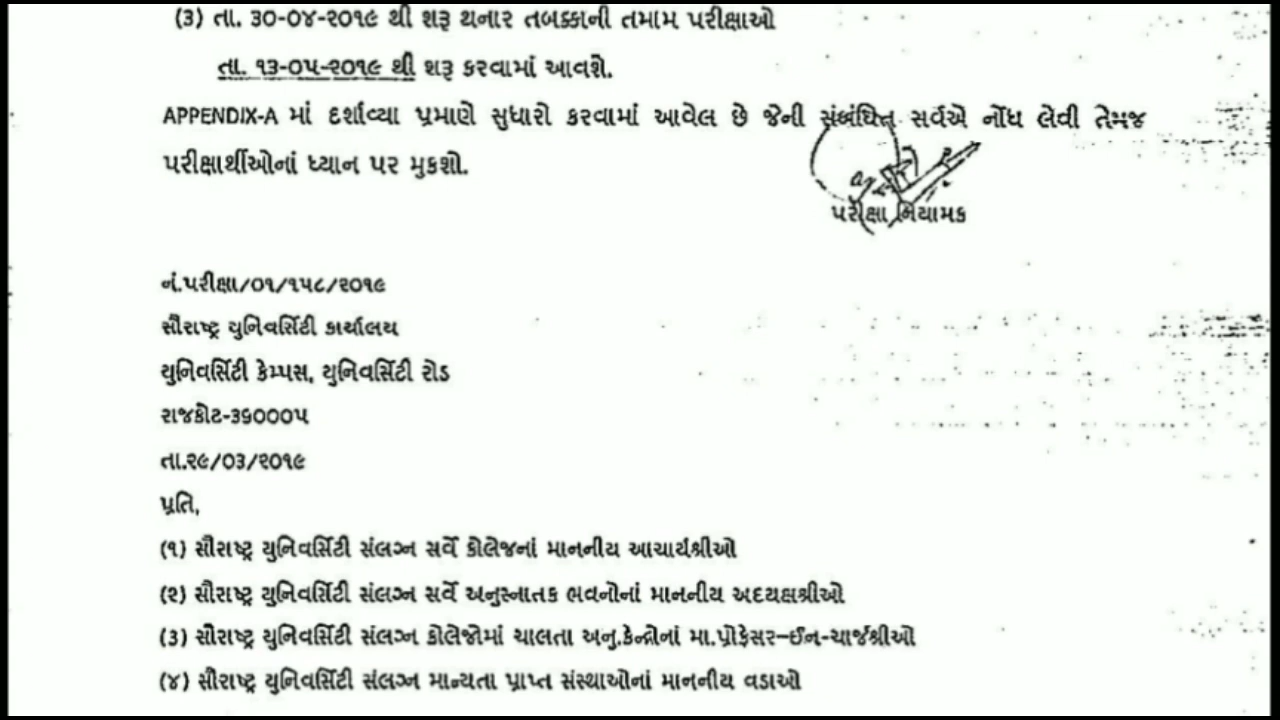 (૩) તા. ૩૦-૦૪-૨૦૧૯ થી શરૂ થનાર તબક્કાની તમામ પરીક્ષાઓ
તા. ૧૩-૦૫-૨૦૧૯ થી શરૂ કરવામાં આવશે.
APPENDIX-A માં દર્શાવ્યા પ્રમાણે સુધારો કરવામાં આવેલ છે જેની સંબંધિત સર્વએ નોંધ લેવી તેમજ
પરીક્ષાર્થીઓનાં ધ્યાન પર મુકશો.
પરીક્ષા નિયામક
નં.પરીક્ષા/૦૧/૧૫૮/૨૦૧૯
સૌરાષ્ટ્ર યુનિવર્સિટી કાર્યાલય
યુનિવર્સિટી કેમ્પસ, યુનિવર્સિટી રોડ
રાજકોટ-૩૬૦૦૦૫
તા.૨૯/૦૩/૨૦૧૯
પ્રતિ,
(૧) સૌરાષ્ટ્ર યુનિવર્સિટી સંલગ્ન સર્વે કોલેજનાં માનનીય આચાર્યશ્રીઓ
(૨) સૌરાષ્ટ્ર યુનિવર્સિટી સંલગ્ન સર્વે અનુસ્નાતક ભવનોનાં માનનીય અદયક્ષશ્રીઓ
(૩) સૌરાષ્ટ્ર યુનિવર્સિટી સંલગ્ન કોલેજોમાં ચાલતા અનુ.કેન્દ્રોનાં મા.પ્રોફેસર-ઈન-ચાર્જશ્રીઓ
(૪) સૌરાષ્ટ્ર યુનિવર્સિટી સંલગ્ન માન્યતા પ્રાપ્ત સંસ્થાઓનાં માનનીય વડાઓ